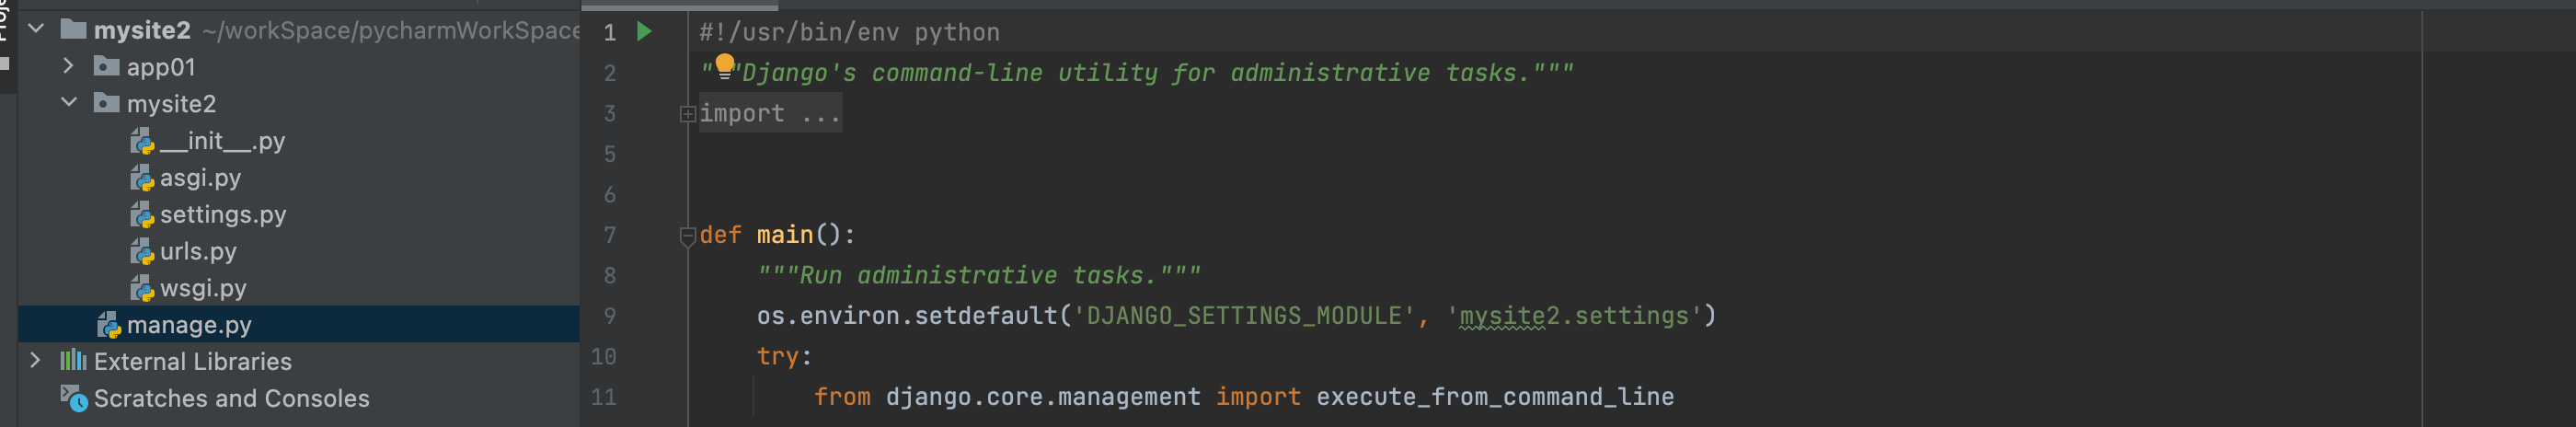 mysite2 ~/workSpace/pycharmWorkSpace
app01
mysite2
__init__.py
asgi.py
settings.py
urls.py
wsgi.py
manage.py
External Libraries
Scratches and Consoles
1 #!/usr/bin/env python
2 """Django's command-line utility for administrative tasks."""
3 import ...
5
6
7 def main():
8 """Run administrative tasks."""
9 os.environ.setdefault('DJANGO_SETTINGS_MODULE', 'mysite2.settings')
10 try:
11 from django.core.management import execute_from_command_line